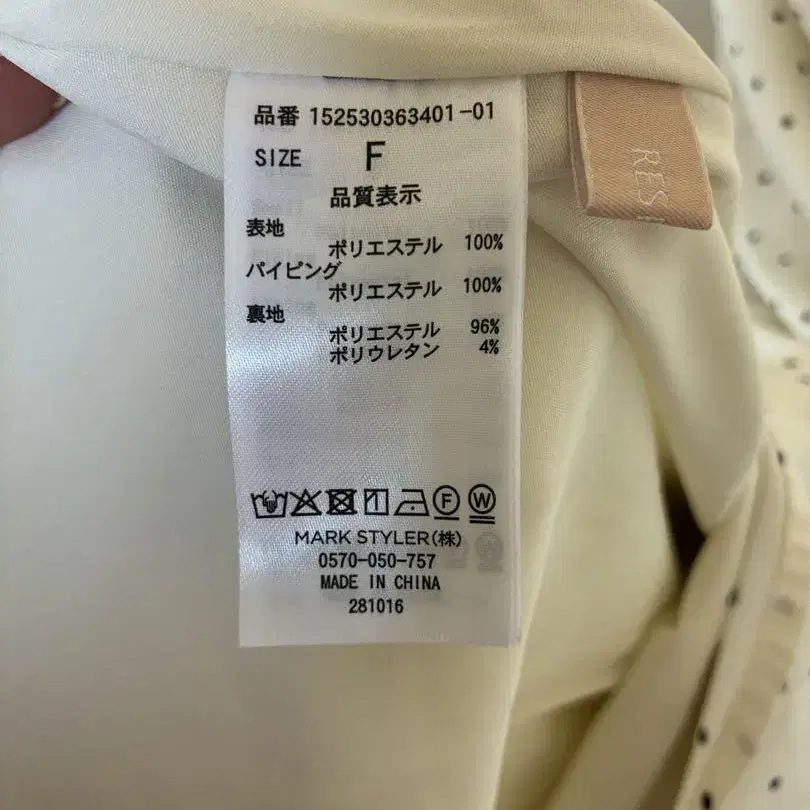 品番 152530363401-01
SIZE F
品質表示
表地
ポリエステル 100%
パイピング
ポリエステル 100%
裏地
ポリエステル 96%
ポリウレタン 4%
F W
MARK STYLER(株)
0570-050-757
MADE IN CHINA
281016
RES